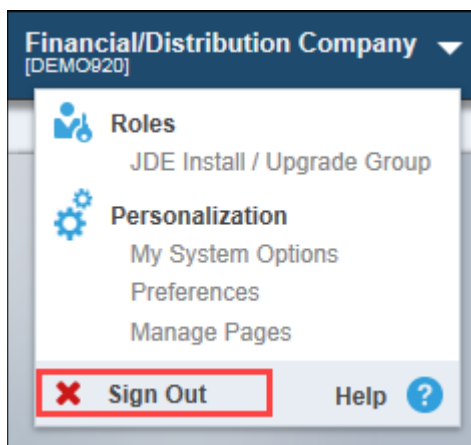 Financial/Distribution Company
[DEMO920]
Roles
JDE Install / Upgrade Group
Personalization
My System Options
Preferences
Manage Pages
Sign Out Help ?